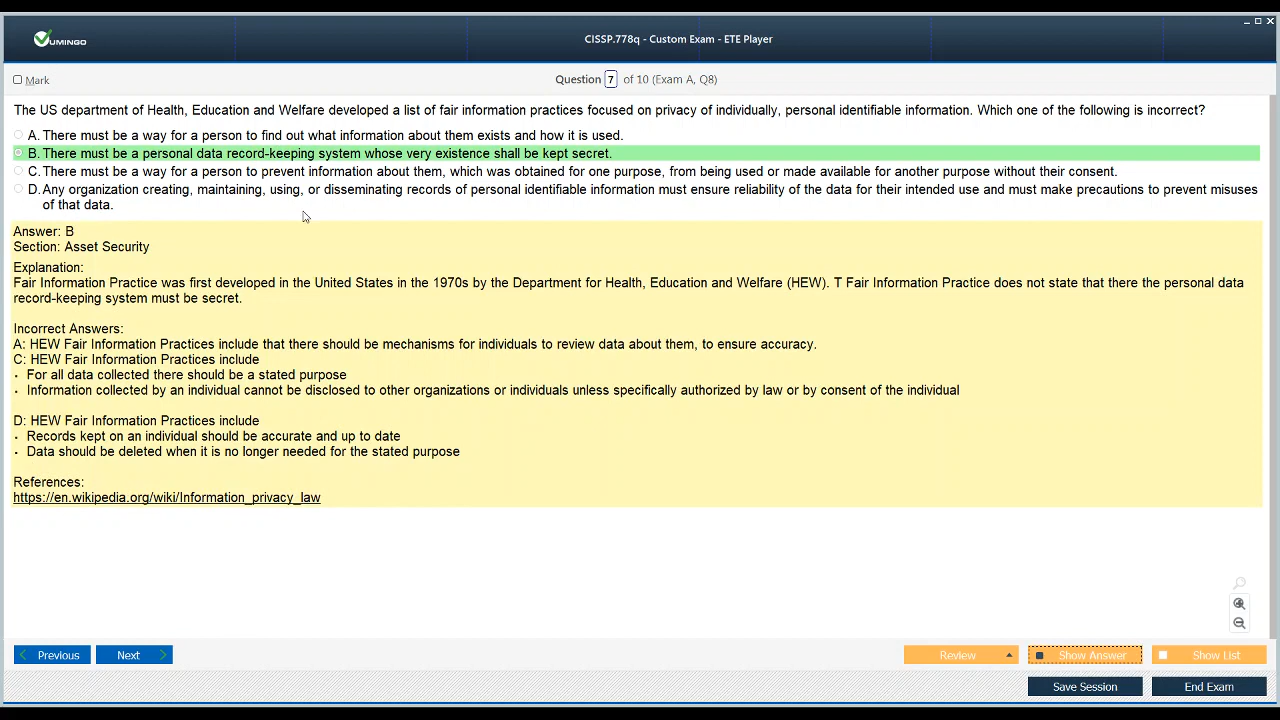 VUMINGO
CISSP.778q - Custom Exam - ETE Player
Mark
Question 7 of 10 (Exam A, Q8)
The US department of Health, Education and Welfare developed a list of fair information practices focused on privacy of individually, personal identifiable information. Which one of the following is incorrect?
A. There must be a way for a person to find out what information about them exists and how it is used.
B. There must be a personal data record-keeping system whose very existence shall be kept secret.
C. There must be a way for a person to prevent information about them, which was obtained for one purpose, from being used or made available for another purpose without their consent.
D. Any organization creating, maintaining, using, or disseminating records of personal identifiable information must ensure reliability of the data for their intended use and must make precautions to prevent misuses
of that data.
Answer: B
Section: Asset Security
Explanation:
Fair Information Practice was first developed in the United States in the 1970s by the Department for Health, Education and Welfare (HEW). T Fair Information Practice does not state that there the personal data
record-keeping system must be secret.
Incorrect Answers:
A: HEW Fair Information Practices include that there should be mechanisms for individuals to review data about them, to ensure accuracy.
C: HEW Fair Information Practices include
• For all data collected there should be a stated purpose
• Information collected by an individual cannot be disclosed to other organizations or individuals unless specifically authorized by law or by consent of the individual
D: HEW Fair Information Practices include
• Records kept on an individual should be accurate and up to date
• Data should be deleted when it is no longer needed for the stated purpose
References:
https://en.wikipedia.org/wiki/Information_privacy_law
Previous
Next
Review
Show Answer
Show List
Save Session
End Exam